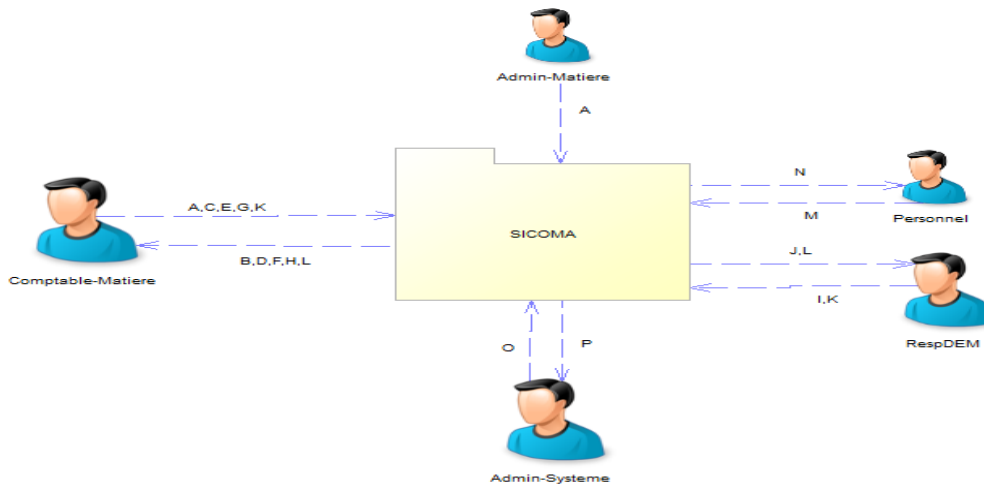 Admin-Matiere
A
N
A,C,E,G,K
M
Personnel
SICOMA
B,D,F,H,L
J,L
Comptable-Matiere
I,K
RespDEM
O
P
Admin-Systeme